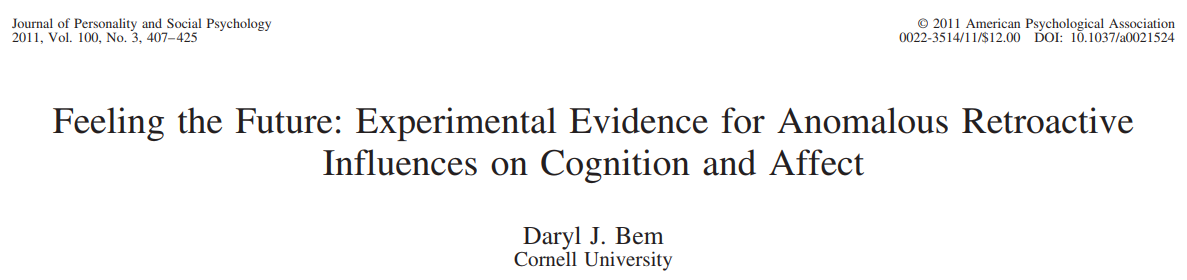 Journal of Personality and Social Psychology
2011, Vol. 100, No. 3, 407–425
© 2011 American Psychological Association
0022-3514/11/$12.00 DOI: 10.1037/a0021524
Feeling the Future: Experimental Evidence for Anomalous Retroactive
Influences on Cognition and Affect
Daryl J. Bem
Cornell University